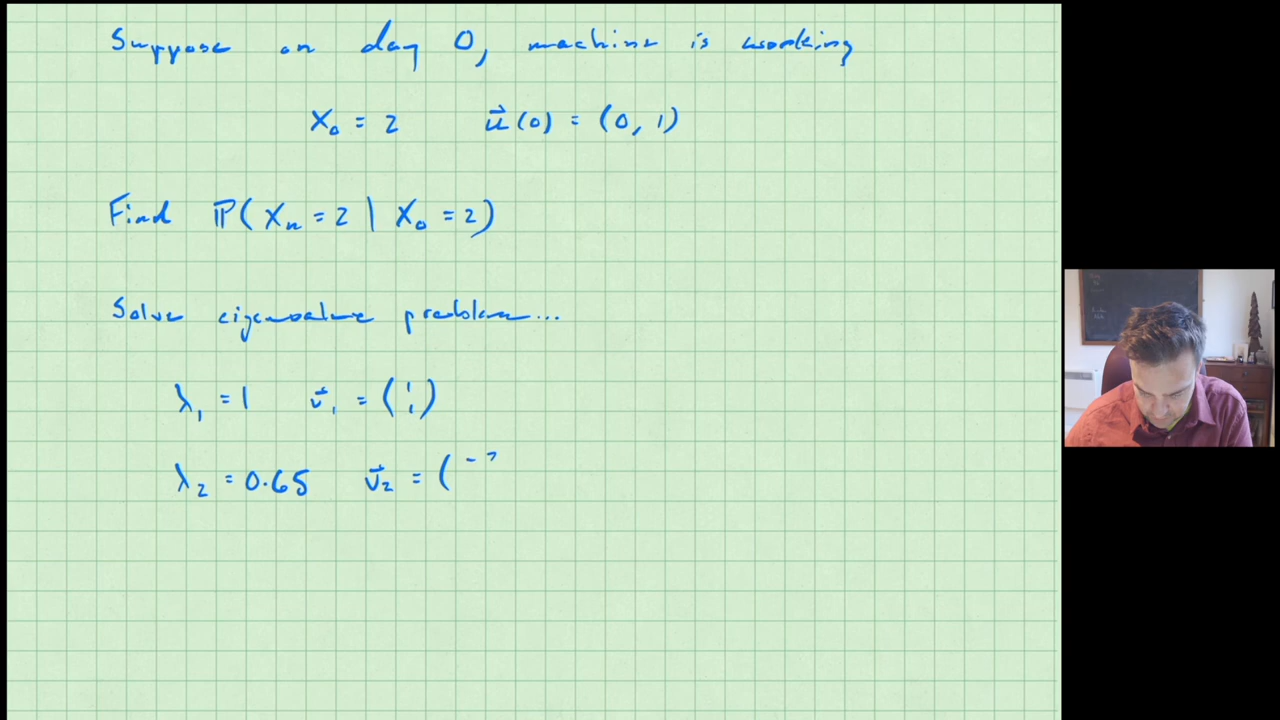 Suppose on day 0, machine is working
X₀ = 2 u⃗(0) = (0, 1)
Find ℙ(Xₙ = 2 | X₀ = 2)
Solve eigenvalue problem...
λ₁ = 1 v⃗₁ = (1 1)
λ₂ = 0.65 v⃗₂ = ( -